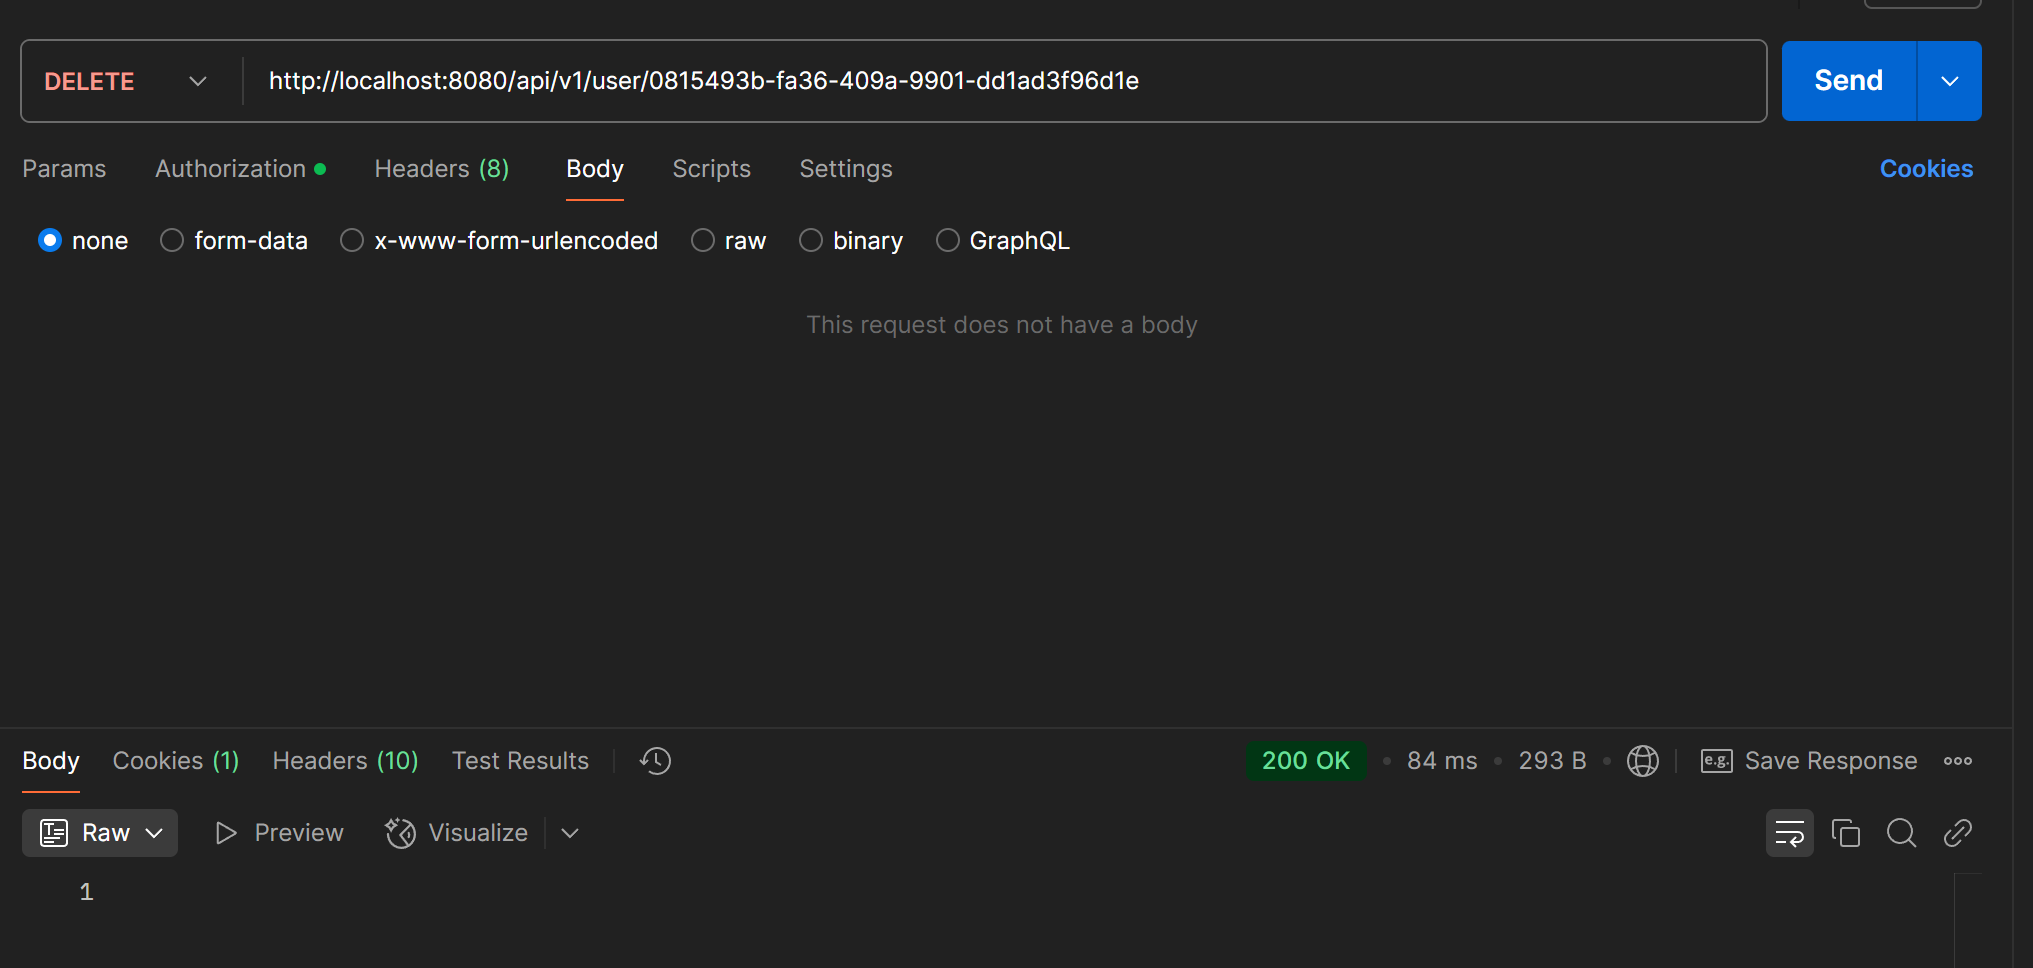 DELETE http://localhost:8080/api/v1/user/0815493b-fa36-409a-9901-dd1ad3f96d1e Send
Params Authorization Headers (8) Body Scripts Settings Cookies
none form-data x-www-form-urlencoded raw binary GraphQL
This request does not have a body
Body Cookies (1) Headers (10) Test Results 200 OK • 84 ms • 293 B • e.g. Save Response
Raw Preview Visualize
1